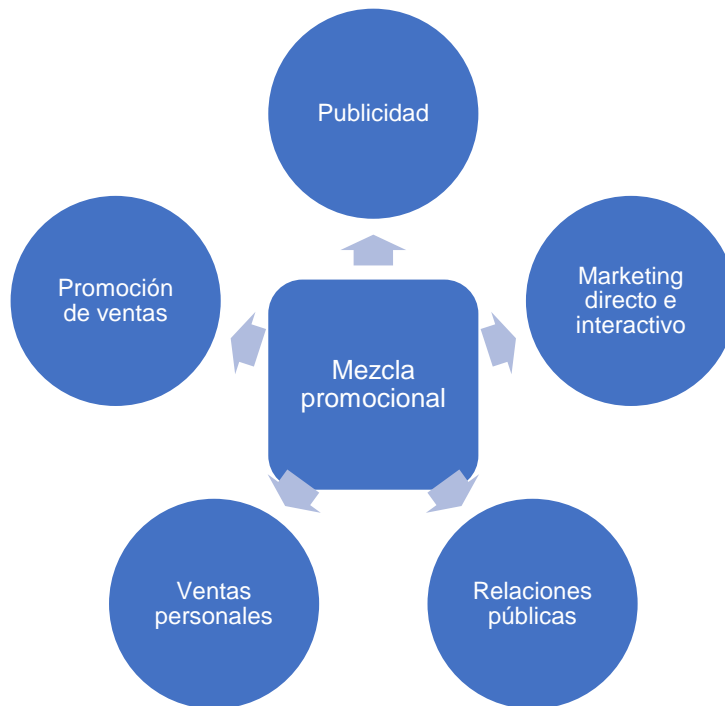 Publicidad
Promoción
de ventas
Marketing
directo e
interactivo
Mezcla
promocional
Ventas
personales
Relaciones
públicas